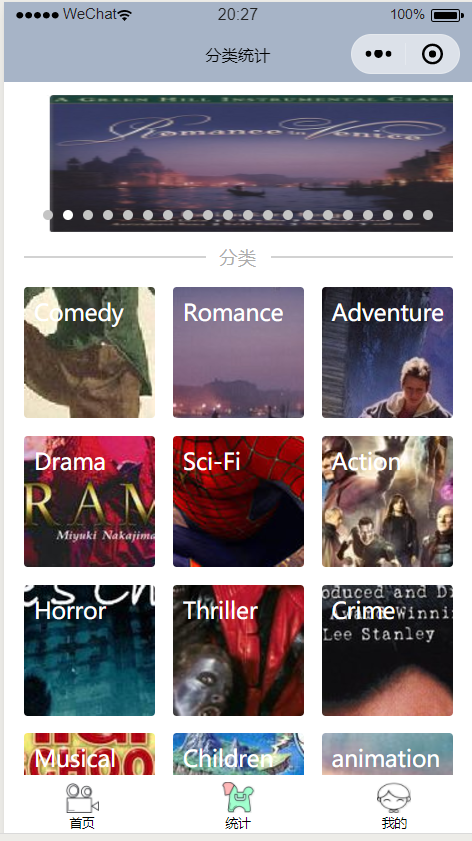 WeChat 20:27 100%
分类统计
A Green Hill Instrumental Class
Romance in Venice
分类
Comedy Romance Adventure
Drama Sci-Fi Action
RAM
Miyuki Nakajima
Horror Thriller Crime
oduced and Di
Award Winni
Lee Stanley
Musical Children animation
首页 统计 我的